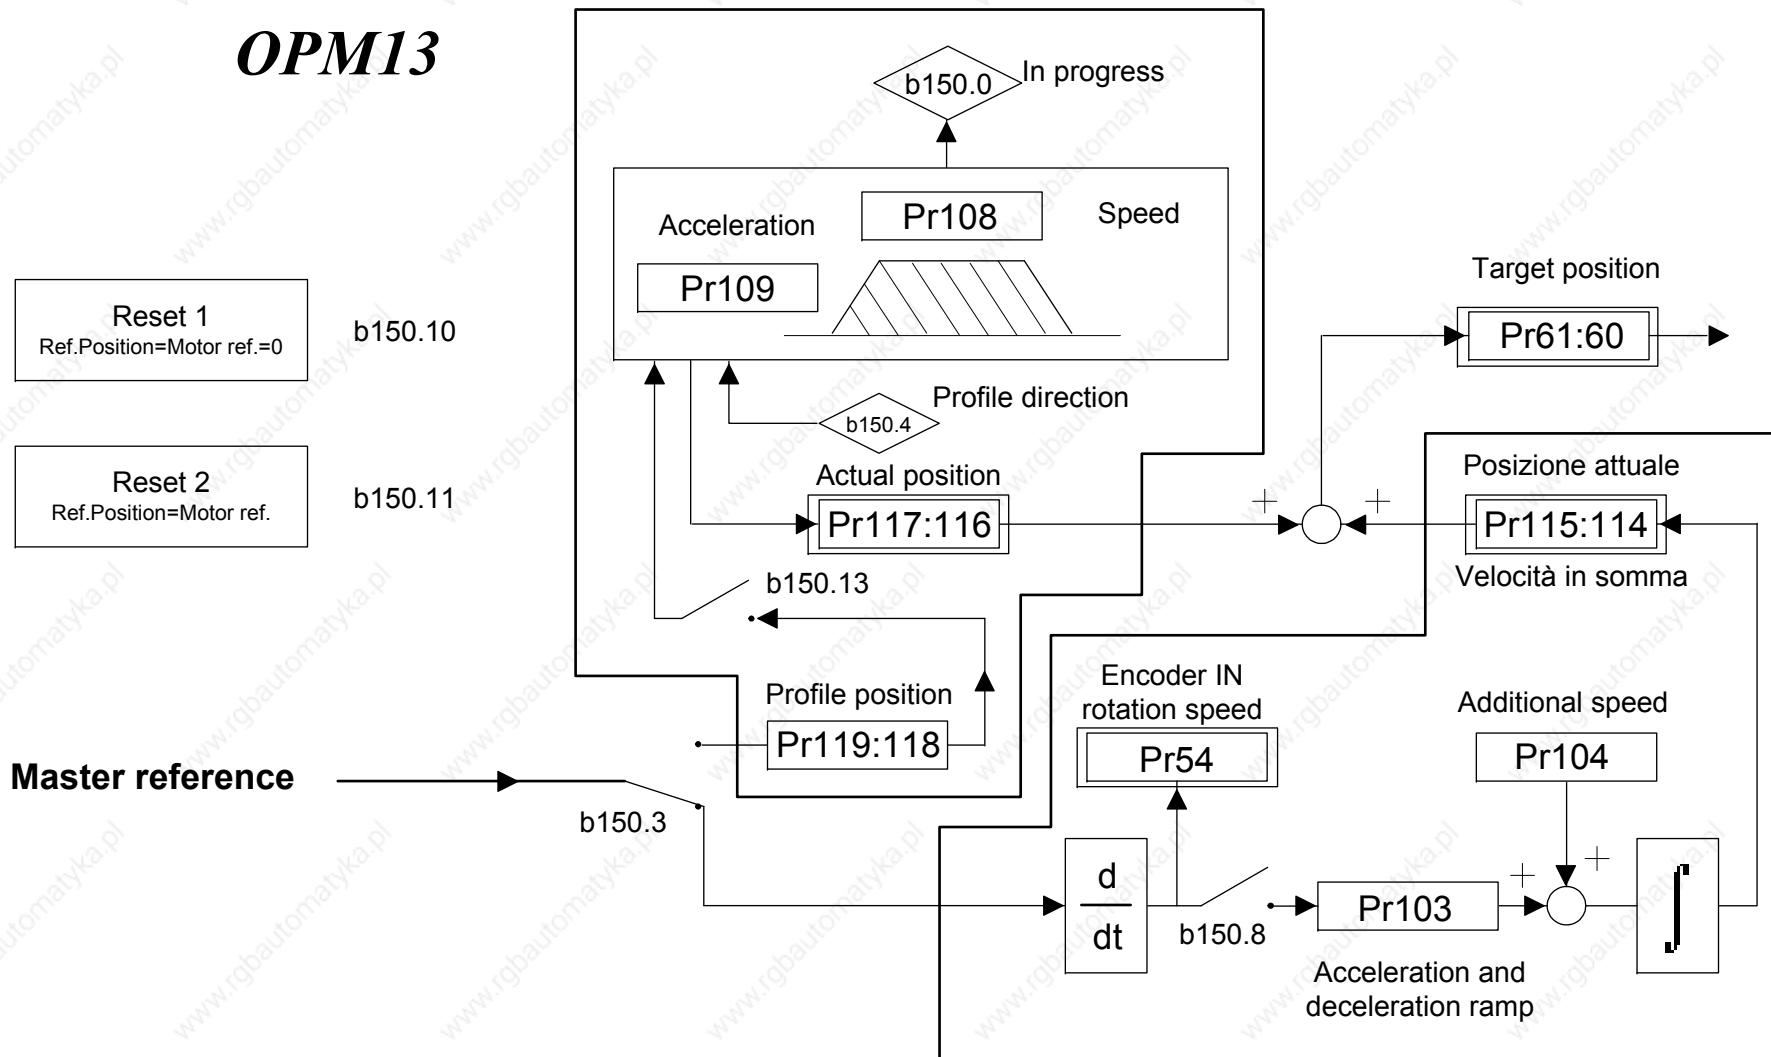 OPM13
b150.0
In progress
Acceleration
Pr108
Speed
Pr109
Reset 1
Ref.Position=Motor ref.=0
b150.10
Target position
Pr61:60
Profile direction
b150.4
Reset 2
Ref.Position=Motor ref.
b150.11
Actual position
Pr117:116
+
+
Posizione attuale
Pr115:114
Velocità in somma
b150.13
Profile position
Pr119:118
Encoder IN
rotation speed
Pr54
Additional speed
Pr104
Master reference
b150.3
d
dt
b150.8
Pr103
+
+
∫
Acceleration and
deceleration ramp
www.rgbautomatyka.pl